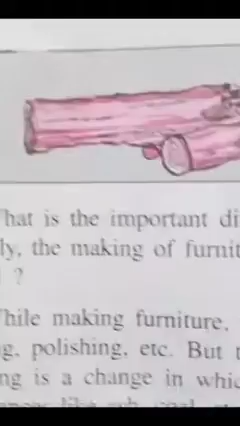 hat is the important di
ly, the making of furnit
?
hile making furniture,
g, polishing, etc. But t
ng is a change in whic